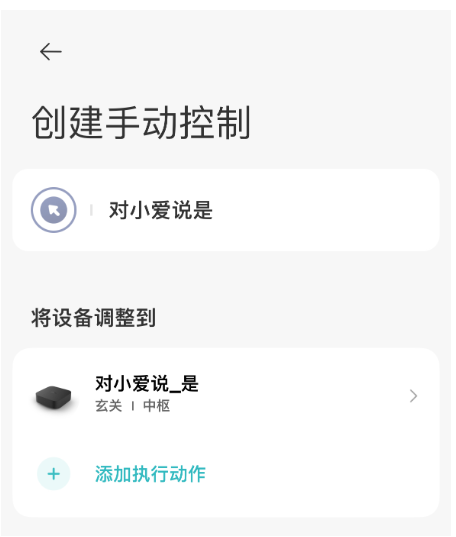 创建手动控制
对小爱说是
将设备调整到
对小爱说_是
玄关 | 中枢
添加执行动作